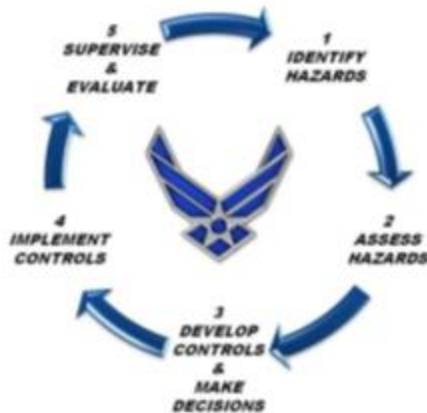 1
IDENTIFY
HAZARDS
2
ASSESS
HAZARDS
3
DEVELOP
CONTROLS
&
MAKE
DECISIONS
4
IMPLEMENT
CONTROLS
5
SUPERVISE
&
EVALUATE